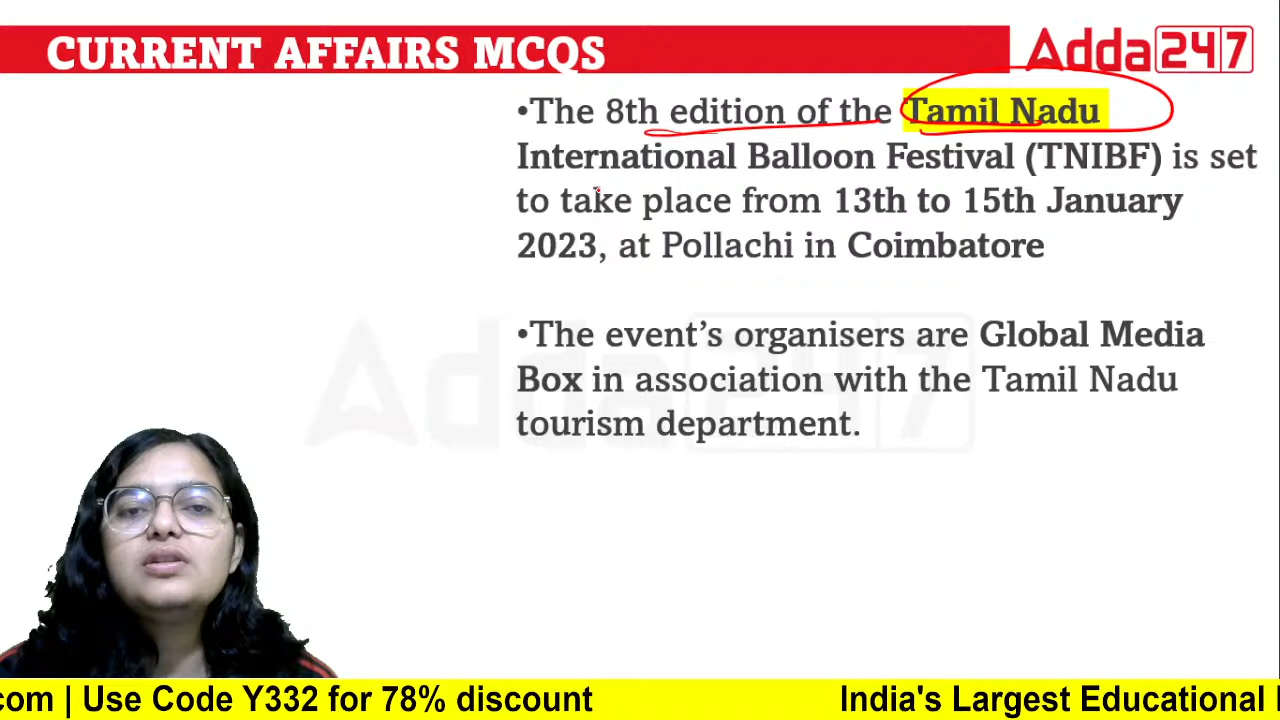 CURRENT AFFAIRS MCQS
Adda247
•The 8th edition of the Tamil Nadu
International Balloon Festival (TNIBF) is set
to take place from 13th to 15th January
2023, at Pollachi in Coimbatore
•The event’s organisers are Global Media
Box in association with the Tamil Nadu
tourism department.
Adda247
com | Use Code Y332 for 78% discount
India's Largest Educational